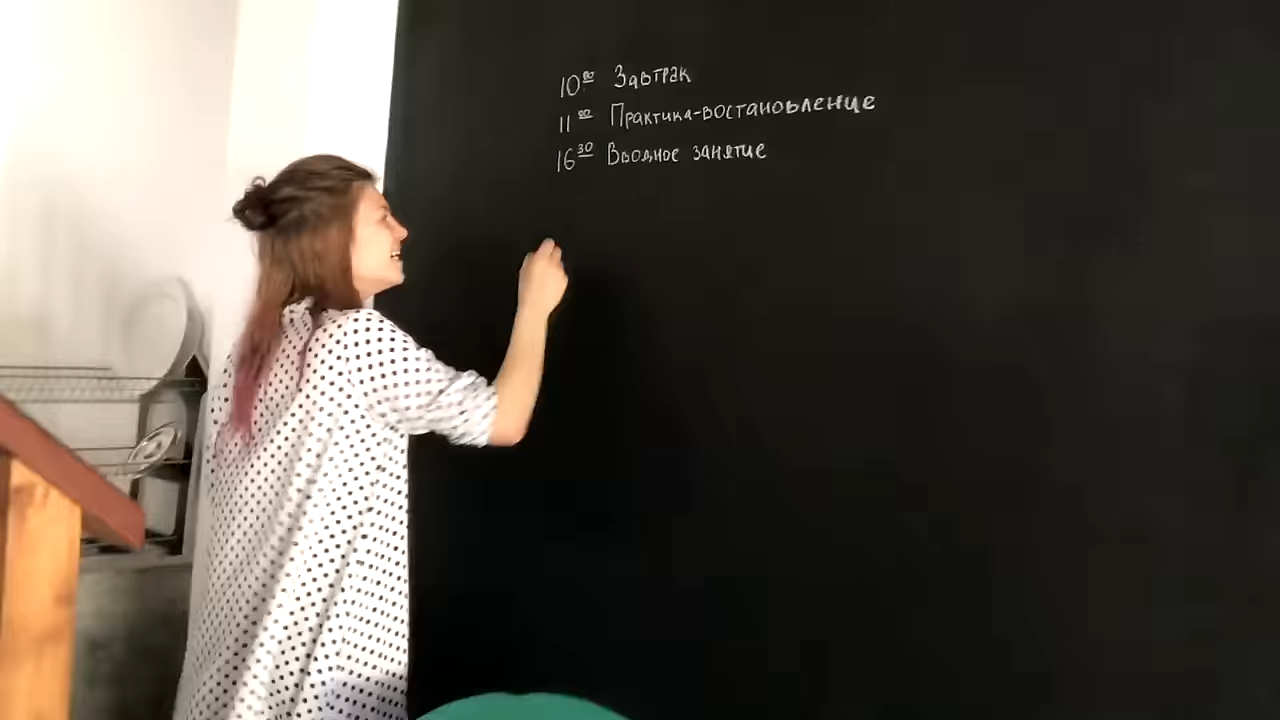 10⁰⁰ Завтрак
11⁰⁰ Практика-востановление
16³⁰ Вводное занятие